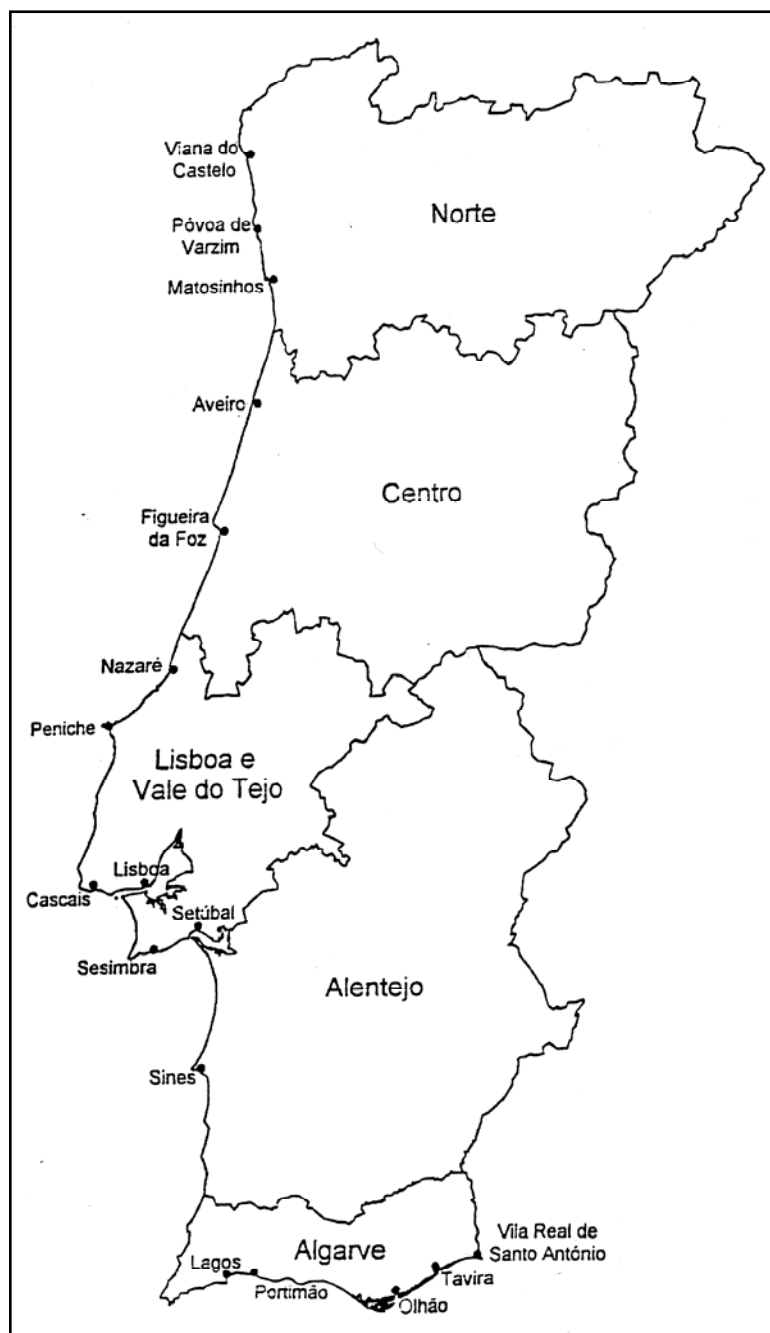 Viana do
Castelo
Norte
Póvoa de
Varzim
Matosinhos
Aveiro
Centro
Figueira
da Foz
Nazaré
Peniche
Lisboa e
Vale do Tejo
Lisboa
Cascais
Setúbal
Sesimbra
Alentejo
Sines
Vila Real de
Santo António
Algarve
Lagos
Tavira
Portimão
Olhão